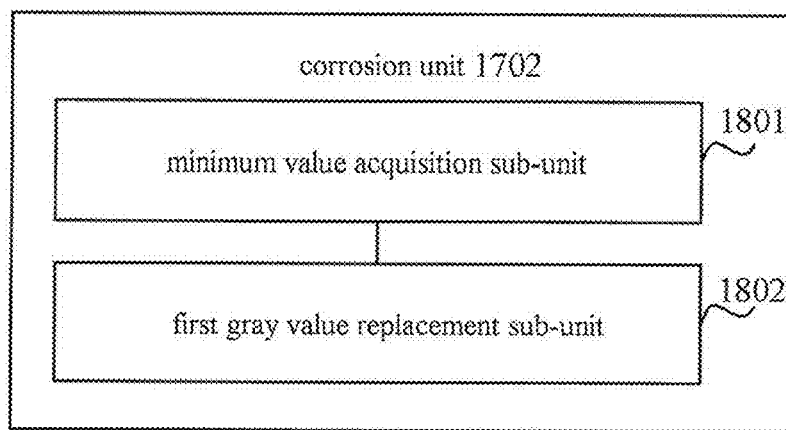 corrosion unit 1702
minimum value acquisition sub-unit
1801
first gray value replacement sub-unit
1802